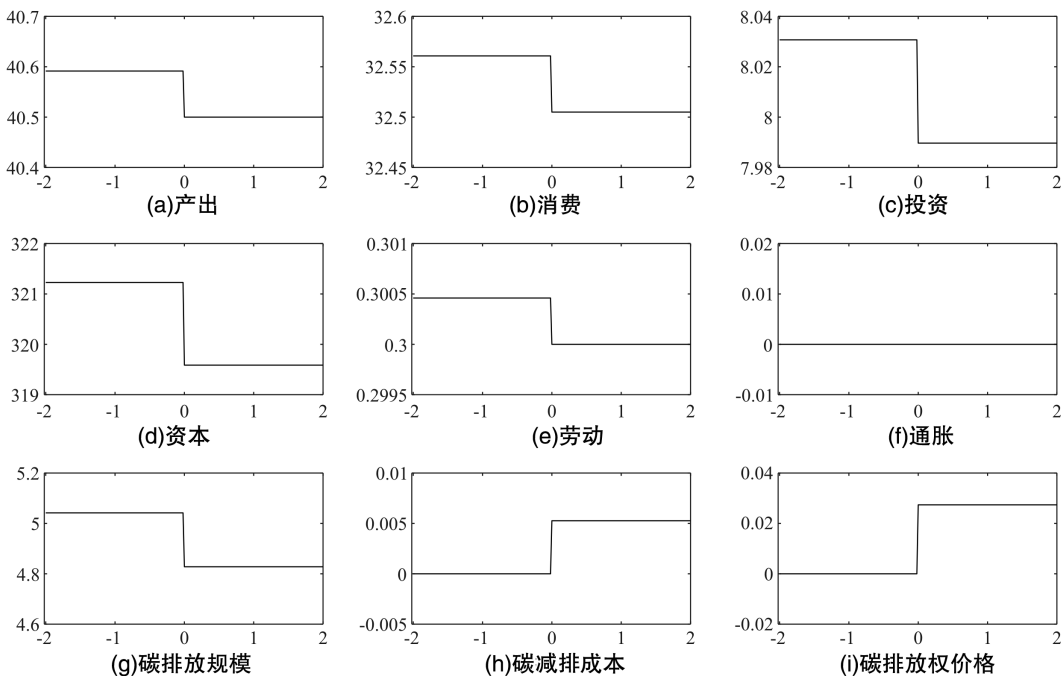 40.7
40.6
40.5
40.4
-2 -1 0 1 2
(a)产出
32.6
32.55
32.5
32.45
-2 -1 0 1 2
(b)消费
8.04
8.02
8
7.98
-2 -1 0 1 2
(c)投资
322
321
320
319
-2 -1 0 1 2
(d)资本
0.301
0.3005
0.3
0.2995
-2 -1 0 1 2
(e)劳动
0.02
0.01
0
-0.01
-2 -1 0 1 2
(f)通胀
5.2
5
4.8
4.6
-2 -1 0 1 2
(g)碳排放规模
0.01
0.005
0
-0.005
-2 -1 0 1 2
(h)碳减排成本
0.04
0.02
0
-0.02
-2 -1 0 1 2
(i)碳排放权价格